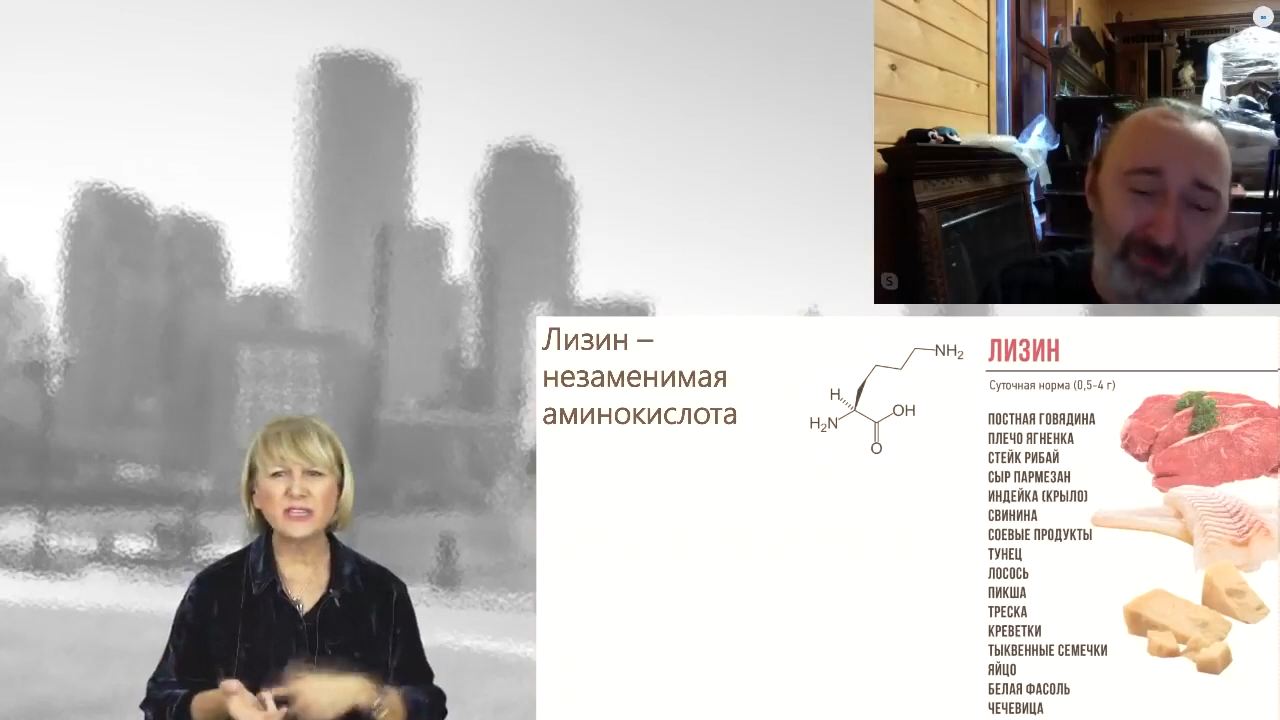 Лизин –
незаменимая
аминокислота
NH₂
H
OH
H₂N
O
ЛИЗИН
Суточная норма (0,5-4 г)
ПОСТНАЯ ГОВЯДИНА
ПЛЕЧО ЯГНЕНКА
СТЕЙК РИБАЙ
СЫР ПАРМЕЗАН
ИНДЕЙКА (КРЫЛО)
СВИНИНА
СОЕВЫЕ ПРОДУКТЫ
ТУНЕЦ
ЛОСОСЬ
ПИКША
ТРЕСКА
КРЕВЕТКИ
ТЫКВЕННЫЕ СЕМЕЧКИ
ЯЙЦО
БЕЛАЯ ФАСОЛЬ
ЧЕЧЕВИЦА
S